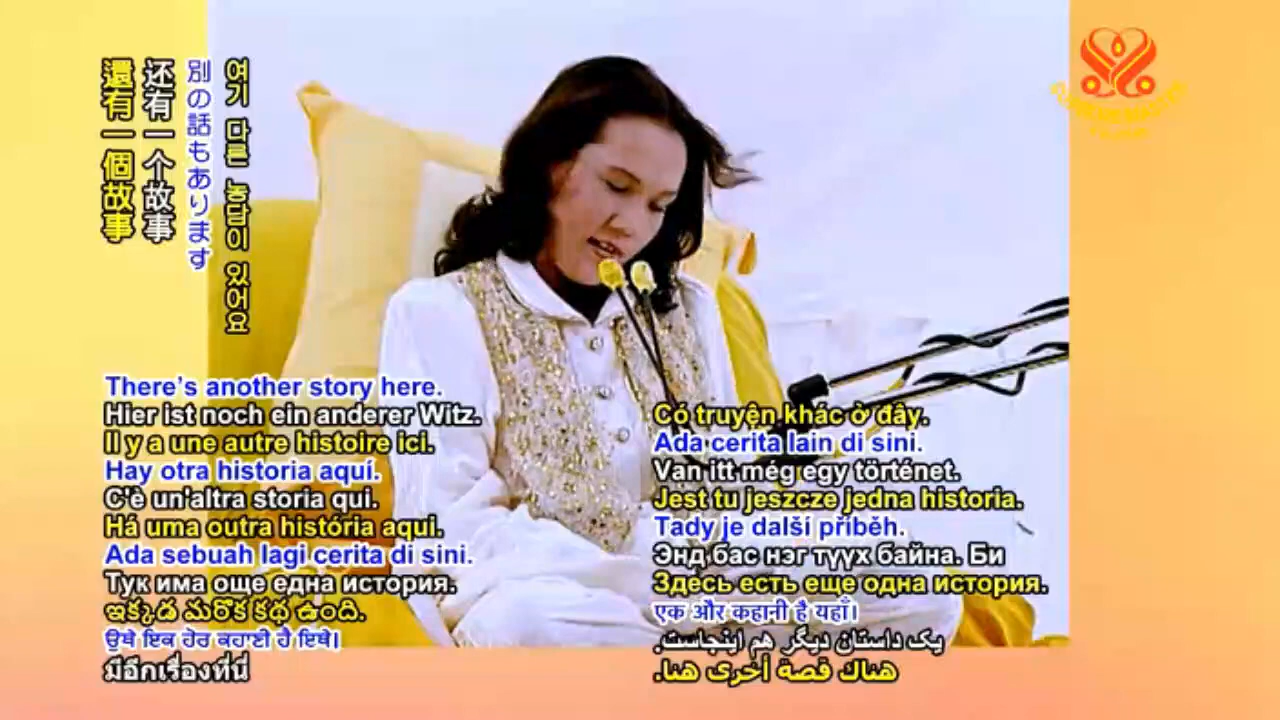 還有一個故事
还有一个故事
別の話もあります
여기 다른 농담이 있어요
There's another story here.
Hier ist noch ein anderer Witz.
Il y a une autre histoire ici.
Hay otra historia aquí.
C'è un'altra storia qui.
Há uma outra história aqui.
Ada sebuah lagi cerita di sini.
Тук има още една история.
ఇక్కడ మరొక కథ ఉంది.
ਉਥੇ ਇਕ ਹੋਰ ਕਹਾਣੀ ਹੈ ਇਥੇ।
มีอีกเรื่องที่นี่
Có truyện khác ở đây.
Ada cerita lain di sini.
Van itt még egy történet.
Jest tu jeszcze jedna historia.
Tady je další příběh.
Энд бас нэг түүх байна. Би
Здесь есть еще одна история.
एक और कहानी है यहाँ।
یک داستان دیگر هم اینجاست.
هناك قصة أخرى هنا.